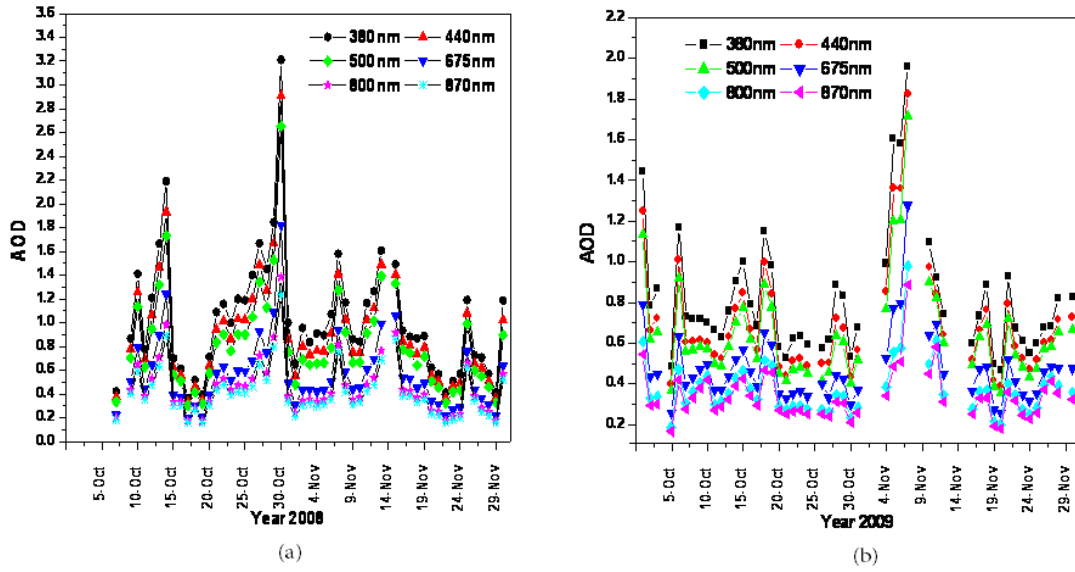 3.6
3.4
3.2
3.0
2.8
2.6
2.4
2.2
2.0
1.8
1.6
1.4
1.2
1.0
0.8
0.6
0.4
0.2
0.0
AOD
380nm 440nm
500nm 675nm
800nm 870nm
5-Oct
10-Oct
15-Oct
20-Oct
25-Oct
30-Oct
4-Nov
9-Nov
14-Nov
19-Nov
24-Nov
29-Nov
Year 2008
(a)
2.2
2.0
1.8
1.6
1.4
1.2
1.0
0.8
0.6
0.4
0.2
AOD
380nm 440nm
500nm 675nm
800nm 870nm
5-Oct
10-Oct
15-Oct
20-Oct
25-Oct
30-Oct
4-Nov
9-Nov
14-Nov
19-Nov
24-Nov
29-Nov
Year 2009
(b)